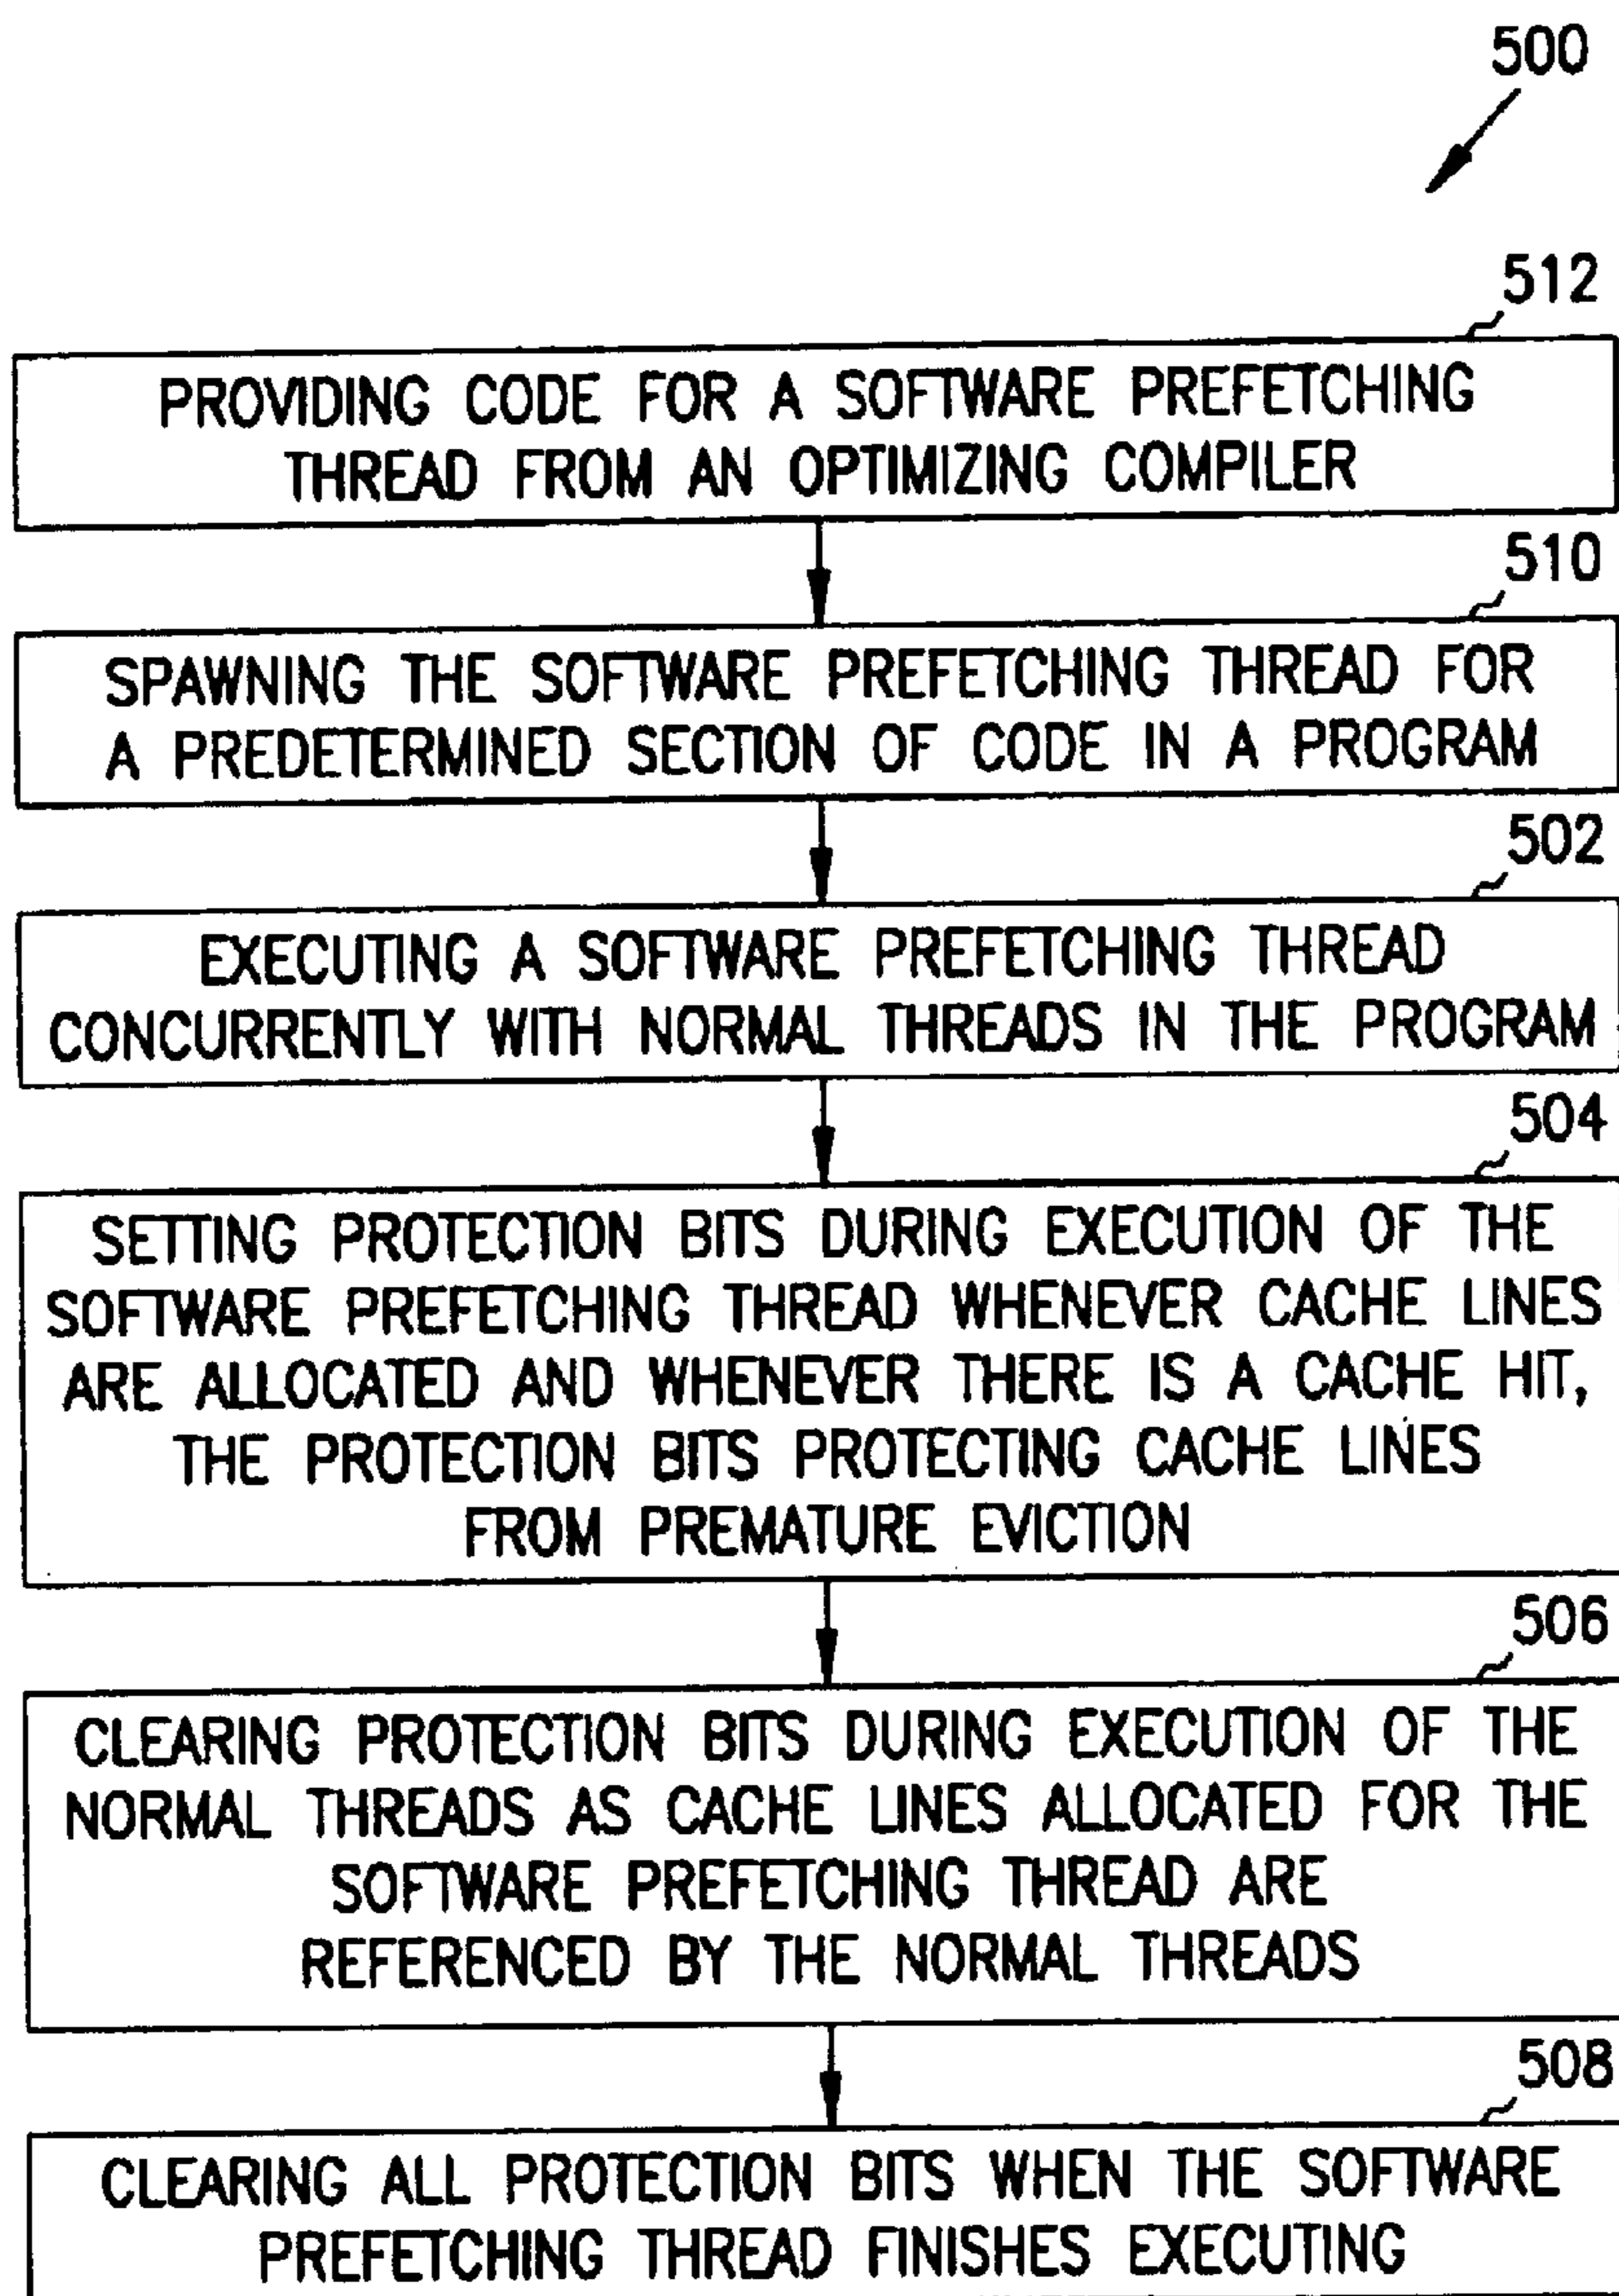 500
512
PROVIDING CODE FOR A SOFTWARE PREFETCHING
THREAD FROM AN OPTIMIZING COMPILER
510
SPAWNING THE SOFTWARE PREFETCHING THREAD FOR
A PREDETERMINED SECTION OF CODE IN A PROGRAM
502
EXECUTING A SOFTWARE PREFETCHING THREAD
CONCURRENTLY WITH NORMAL THREADS IN THE PROGRAM
504
SETTING PROTECTION BITS DURING EXECUTION OF THE
SOFTWARE PREFETCHING THREAD WHENEVER CACHE LINES
ARE ALLOCATED AND WHENEVER THERE IS A CACHE HIT,
THE PROTECTION BITS PROTECTING CACHE LINES
FROM PREMATURE EVICTION
506
CLEARING PROTECTION BITS DURING EXECUTION OF THE
NORMAL THREADS AS CACHE LINES ALLOCATED FOR THE
SOFTWARE PREFETCHING THREAD ARE
REFERENCED BY THE NORMAL THREADS
508
CLEARING ALL PROTECTION BITS WHEN THE SOFTWARE
PREFETCHING THREAD FINISHES EXECUTING